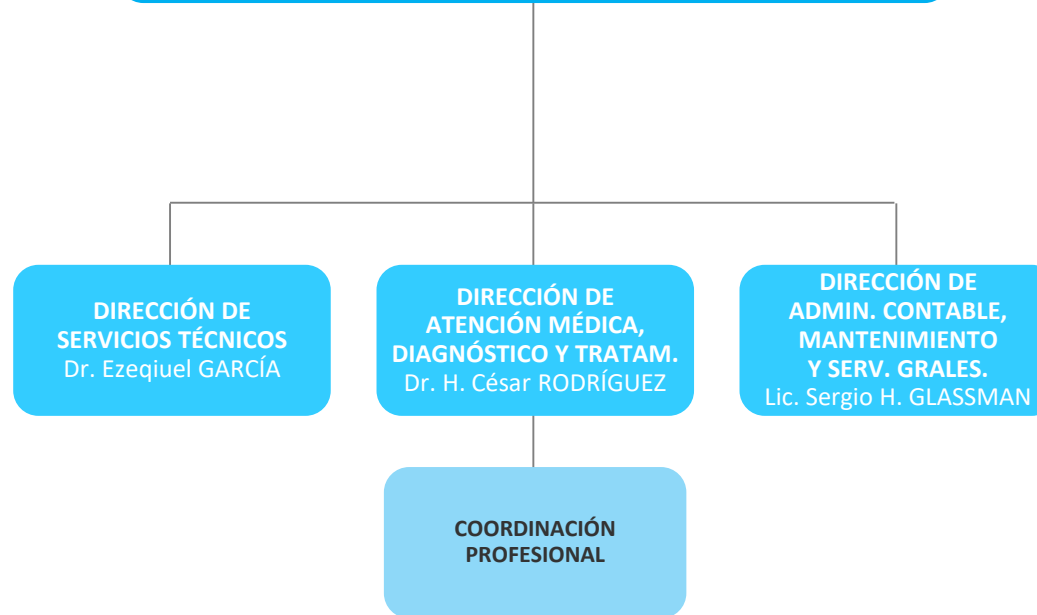 DIRECCIÓN DE
SERVICIOS TÉCNICOS
Dr. Ezeqiuel GARCÍA
DIRECCIÓN DE
ATENCIÓN MÉDICA,
DIAGNÓSTICO Y TRATAM.
Dr. H. César RODRÍGUEZ
DIRECCIÓN DE
ADMIN. CONTABLE,
MANTENIMIENTO
Y SERV. GRALES.
Lic. Sergio H. GLASSMAN
COORDINACIÓN
PROFESIONAL